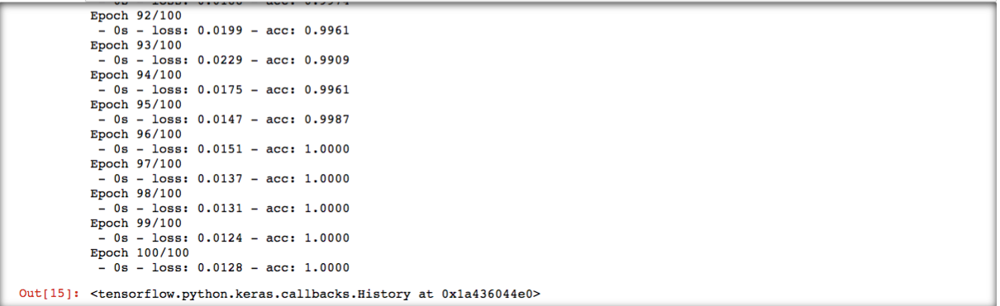 Epoch 92/100
- 0s - loss: 0.0199 - acc: 0.9961
Epoch 93/100
- 0s - loss: 0.0229 - acc: 0.9909
Epoch 94/100
- 0s - loss: 0.0175 - acc: 0.9961
Epoch 95/100
- 0s - loss: 0.0147 - acc: 0.9987
Epoch 96/100
- 0s - loss: 0.0151 - acc: 1.0000
Epoch 97/100
- 0s - loss: 0.0137 - acc: 1.0000
Epoch 98/100
- 0s - loss: 0.0131 - acc: 1.0000
Epoch 99/100
- 0s - loss: 0.0124 - acc: 1.0000
Epoch 100/100
- 0s - loss: 0.0128 - acc: 1.0000
Out[15]: <tensorflow.python.keras.callbacks.History at 0x1a436044e0>